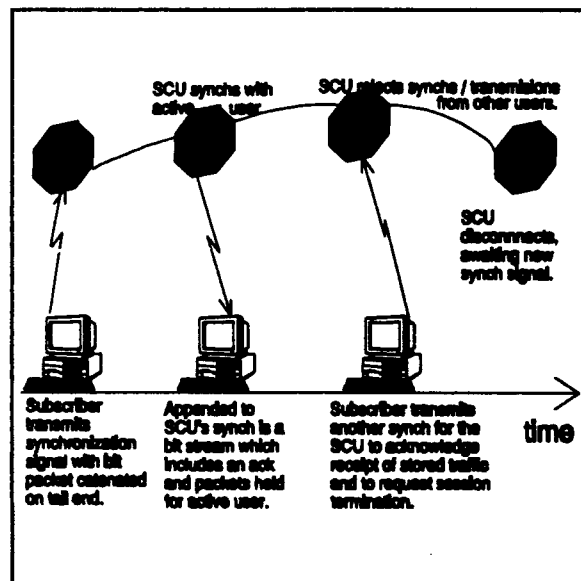 SCU synchs with
active user
SCU rejects synchs / transmisions
from other users.
SCU
disconnnects,
awaiting new
synch signal.
Subscriber
transmits
synchronization
signal with bit
packet catenated
on tail end.
Appended to
SCU's synch is a
bit stream which
includes an ack
and packets held
for active user.
Subscriber transmits
another synch for the
SCU to acknowledge
receipt of stored traffic
and to request session
termination.
time